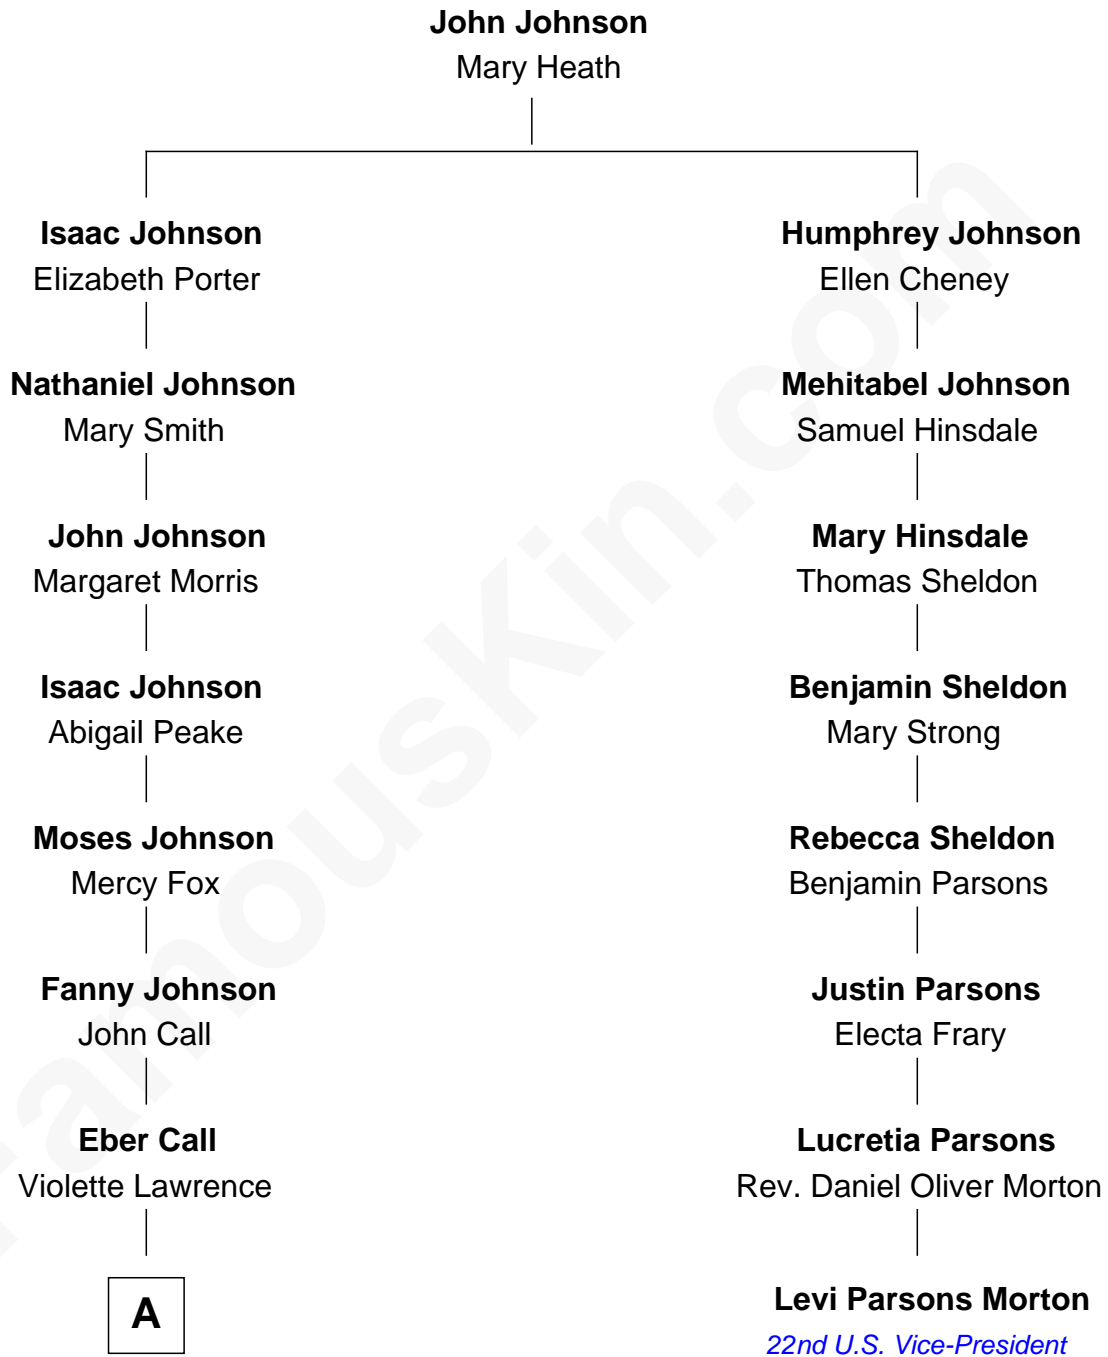 John Johnson
Mary Heath
Isaac Johnson
Elizabeth Porter
Humphrey Johnson
Ellen Cheney
Nathaniel Johnson
Mary Smith
Mehitabel Johnson
Samuel Hinsdale
John Johnson
Margaret Morris
Mary Hinsdale
Thomas Sheldon
Isaac Johnson
Abigail Peake
Benjamin Sheldon
Mary Strong
Moses Johnson
Mercy Fox
Rebecca Sheldon
Benjamin Parsons
Fanny Johnson
John Call
Justin Parsons
Electa Frary
Eber Call
Violette Lawrence
Lucretia Parsons
Rev. Daniel Oliver Morton
A
Levi Parsons Morton
22nd U.S. Vice-President
FamousKin.com